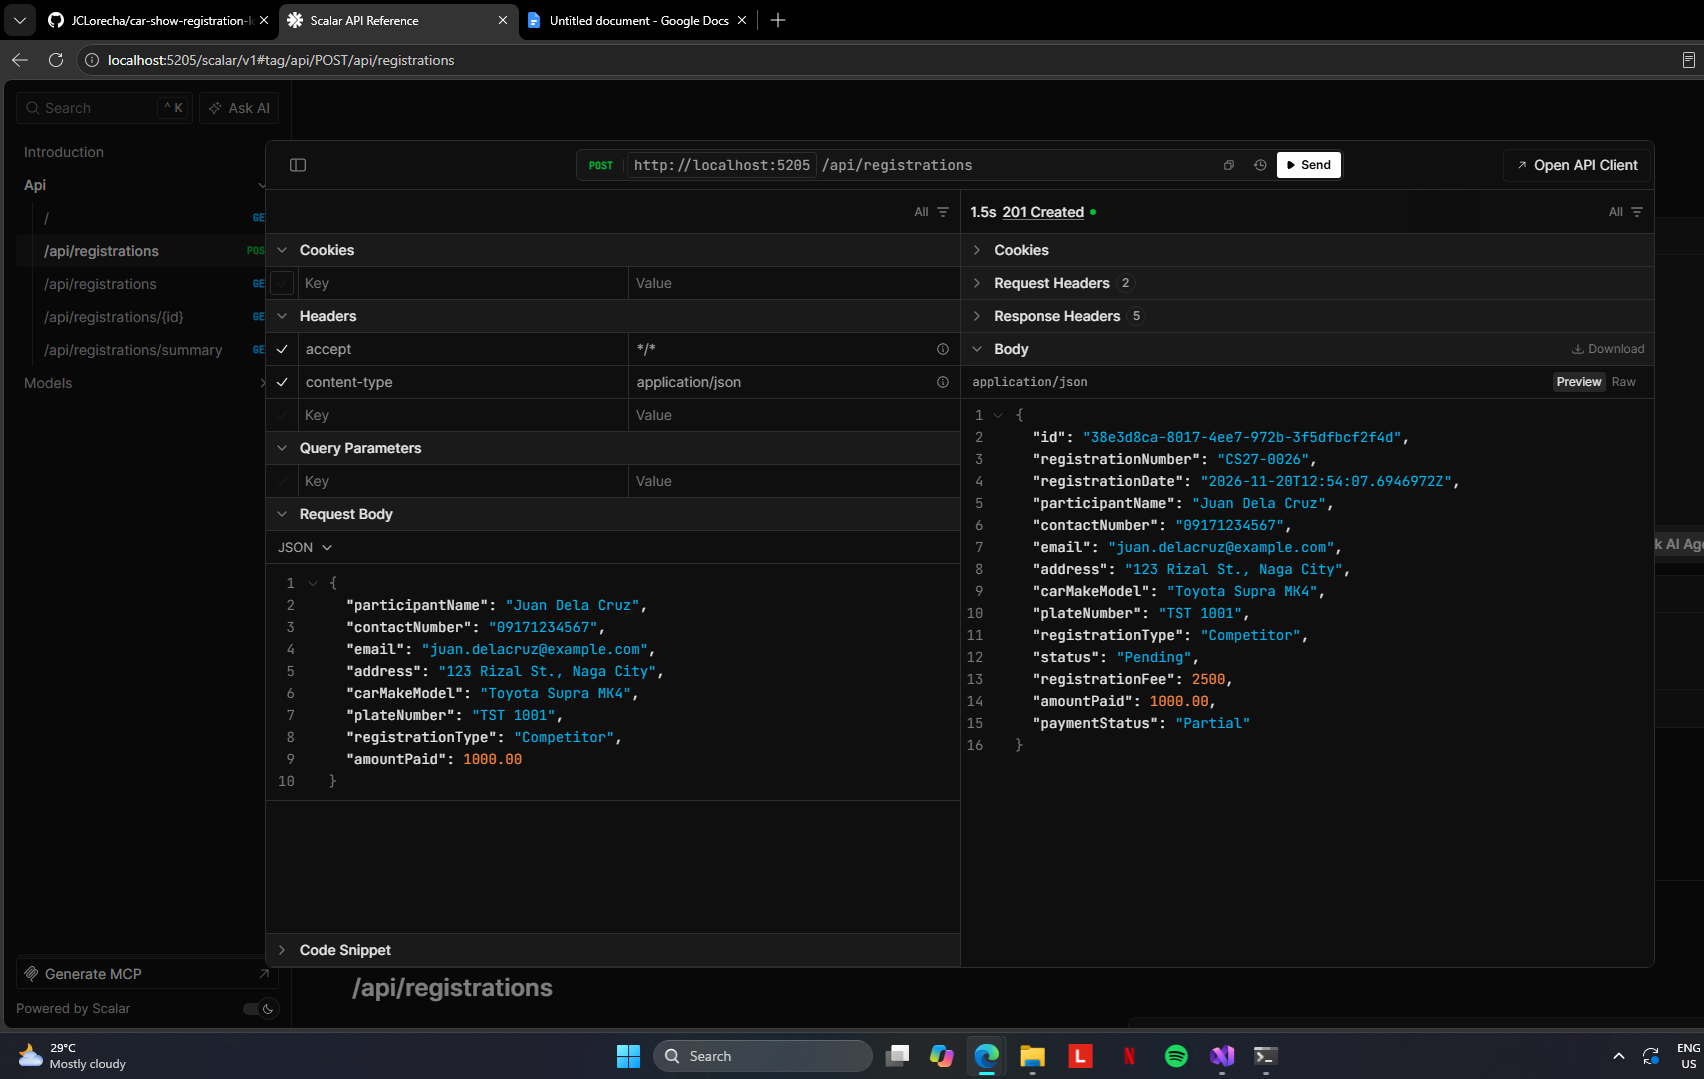 JCLorecha/car-show-registration-lo
Scalar API Reference
Untitled document - Google Docs
localhost:5205/scalar/v1#tag/api/POST/api/registrations
Search
^ K
Ask AI
Introduction
Api
/
GE
/api/registrations
POS
/api/registrations
GE
/api/registrations/{id}
GE
/api/registrations/summary
GE
Models
POST
http://localhost:5205
/api/registrations
Send
Open API Client
All
Cookies
Key
Value
Headers
accept
*/*
content-type
application/json
Key
Value
Query Parameters
Key
Value
Request Body
JSON
1 {
2 "participantName": "Juan Dela Cruz",
3 "contactNumber": "09171234567",
4 "email": "juan.delacruz@example.com",
5 "address": "123 Rizal St., Naga City",
6 "carMakeModel": "Toyota Supra MK4",
7 "plateNumber": "TST 1001",
8 "registrationType": "Competitor",
9 "amountPaid": 1000.00
10 }
Code Snippet
1.5s 201 Created
All
Cookies
Request Headers 2
Response Headers 5
Body
Download
application/json
Preview
Raw
1 {
2 "id": "38e3d8ca-8017-4ee7-972b-3f5dfbcf2f4d",
3 "registrationNumber": "CS27-0026",
4 "registrationDate": "2026-11-20T12:54:07.6946972Z",
5 "participantName": "Juan Dela Cruz",
6 "contactNumber": "09171234567",
7 "email": "juan.delacruz@example.com",
8 "address": "123 Rizal St., Naga City",
9 "carMakeModel": "Toyota Supra MK4",
10 "plateNumber": "TST 1001",
11 "registrationType": "Competitor",
12 "status": "Pending",
13 "registrationFee": 2500,
14 "amountPaid": 1000.00,
15 "paymentStatus": "Partial"
16 }
k AI Age
/api/registrations
Generate MCP
Powered by Scalar
29°C
Mostly cloudy
Search
L
N
ENG
US